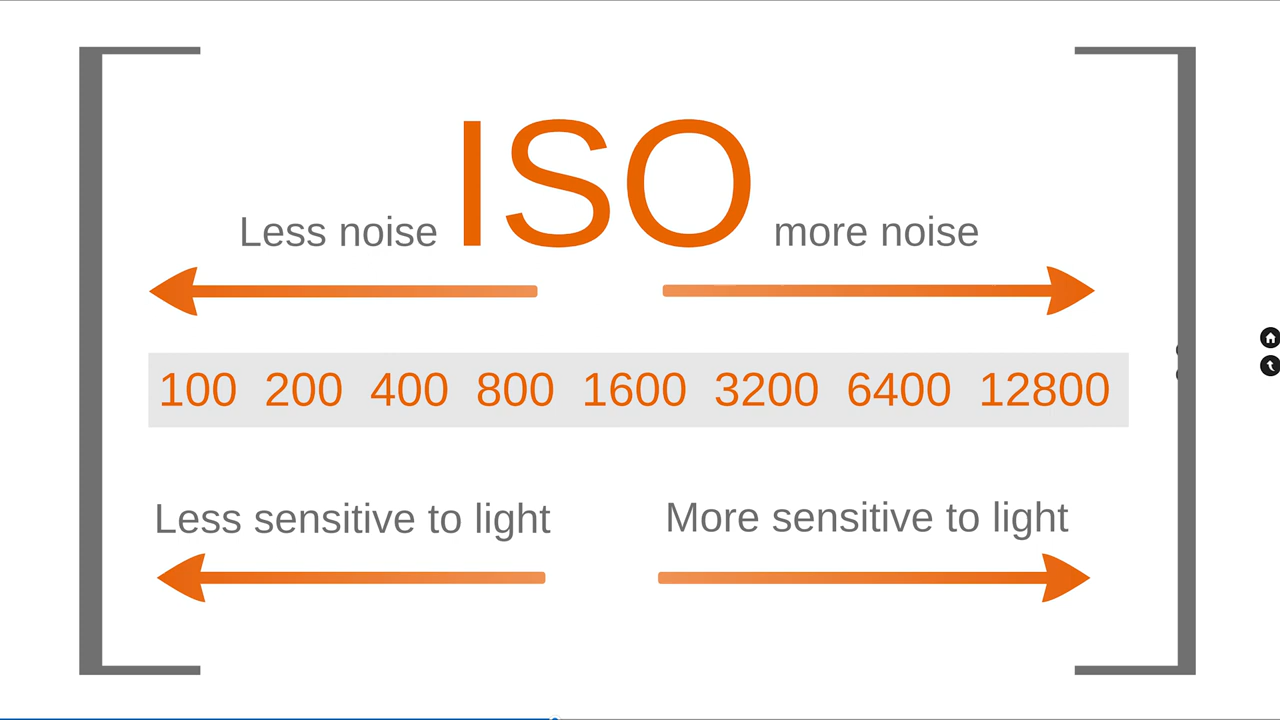 ISO
Less noise more noise
100 200 400 800 1600 3200 6400 12800
Less sensitive to light More sensitive to light